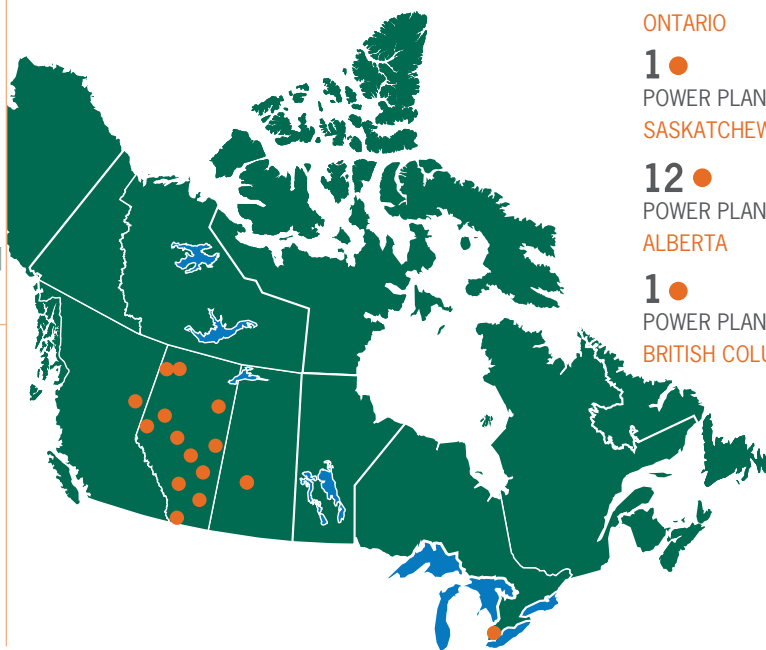 ONTARIO
1
POWER PLAN
SASKATCHEW
12
POWER PLAN
ALBERTA
1
POWER PLAN
BRITISH COLU